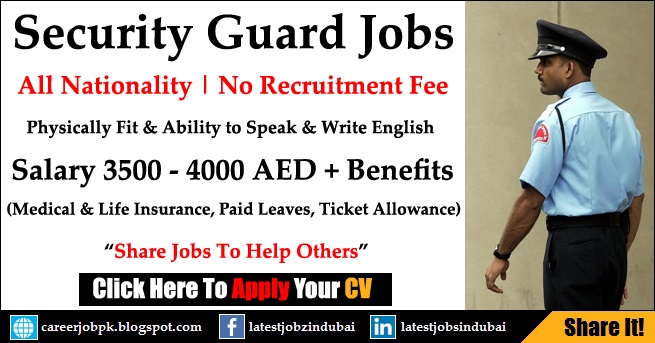 Security Guard Jobs
All Nationality | No Recruitment Fee
Physically Fit & Ability to Speak & Write English
Salary 3500 - 4000 AED + Benefits
(Medical & Life Insurance, Paid Leaves, Ticket Allowance)
“Share Jobs To Help Others”
Click Here To Apply Your CV
careerjobpk.blogspot.com
latestjobzindubai
latestjobsindubai
Share It!